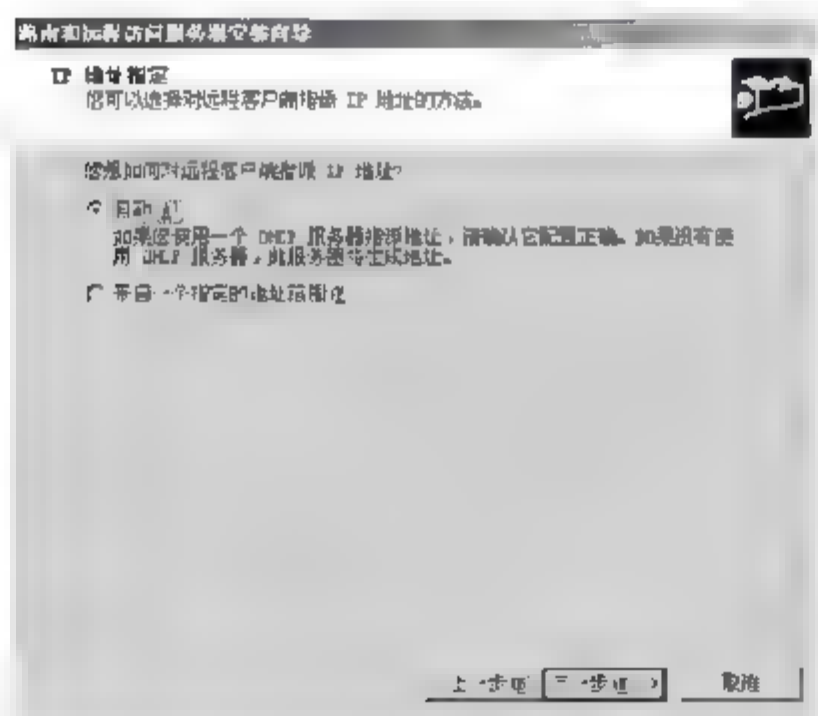 路由和远程访问服务器安装向导
IP 地址指定
您可以选择对远程客户端指派 IP 地址的方法。
您想如何对远程客户端指派 IP 地址?
自动(A)
如果您使用一个 DHCP 服务器指派地址，请确认它配置正确。如果没有使
用 DHCP 服务器，此服务器将生成地址。
来自一个指定的地址范围
上一步(B)
下一步(N) >
取消